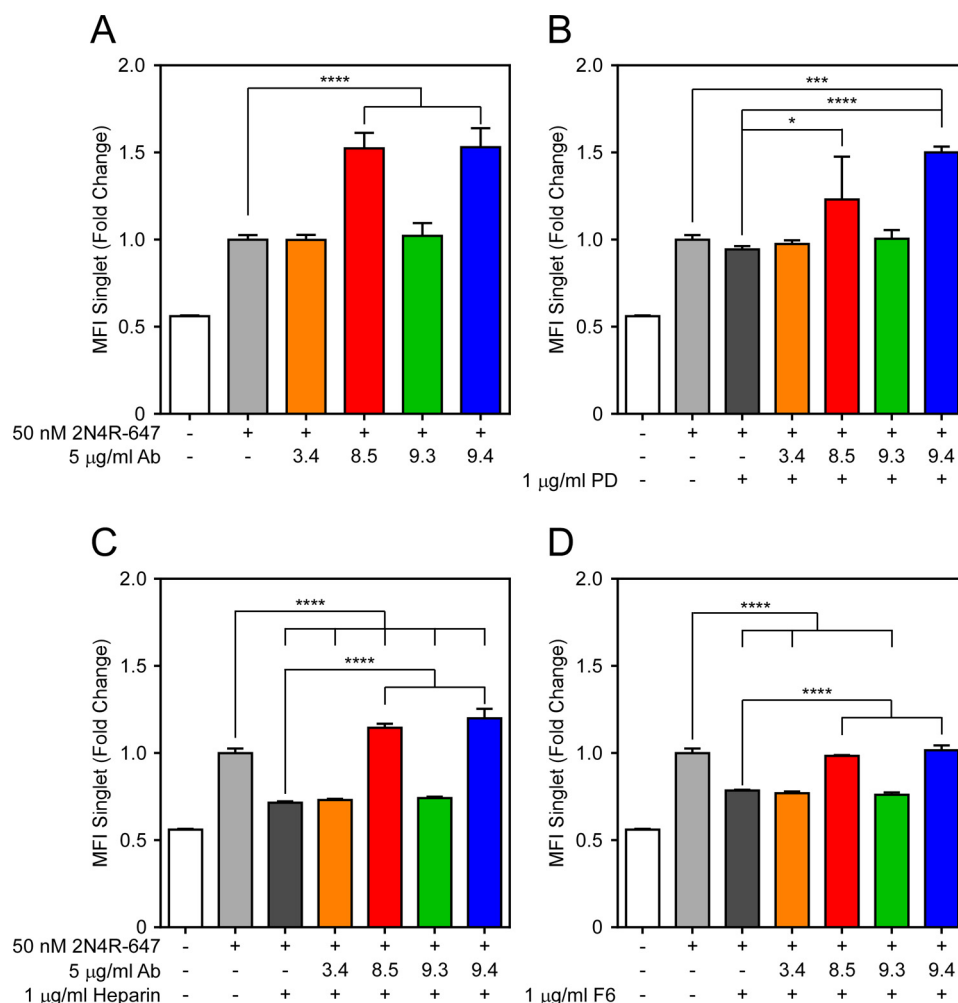 A
2.0
1.5
1.0
0.5
0
MFI Singlet (Fold Change)
****
50 nM 2N4R-647 - + + + + +
5 µg/ml Ab - - 3.4 8.5 9.3 9.4
B
2.0
1.5
1.0
0.5
0
MFI Singlet (Fold Change)
***
****
*
- + + + + + +
- - - 3.4 8.5 9.3 9.4
1 µg/ml PD - - + + + + +
C
2.0
1.5
1.0
0.5
0
MFI Singlet (Fold Change)
****
****
50 nM 2N4R-647 - + + + + + +
5 µg/ml Ab - - - 3.4 8.5 9.3 9.4
1 µg/ml Heparin - - + + + + +
D
2.0
1.5
1.0
0.5
0
MFI Singlet (Fold Change)
****
****
- + + + + + +
- - - 3.4 8.5 9.3 9.4
1 µg/ml F6 - - + + + + +